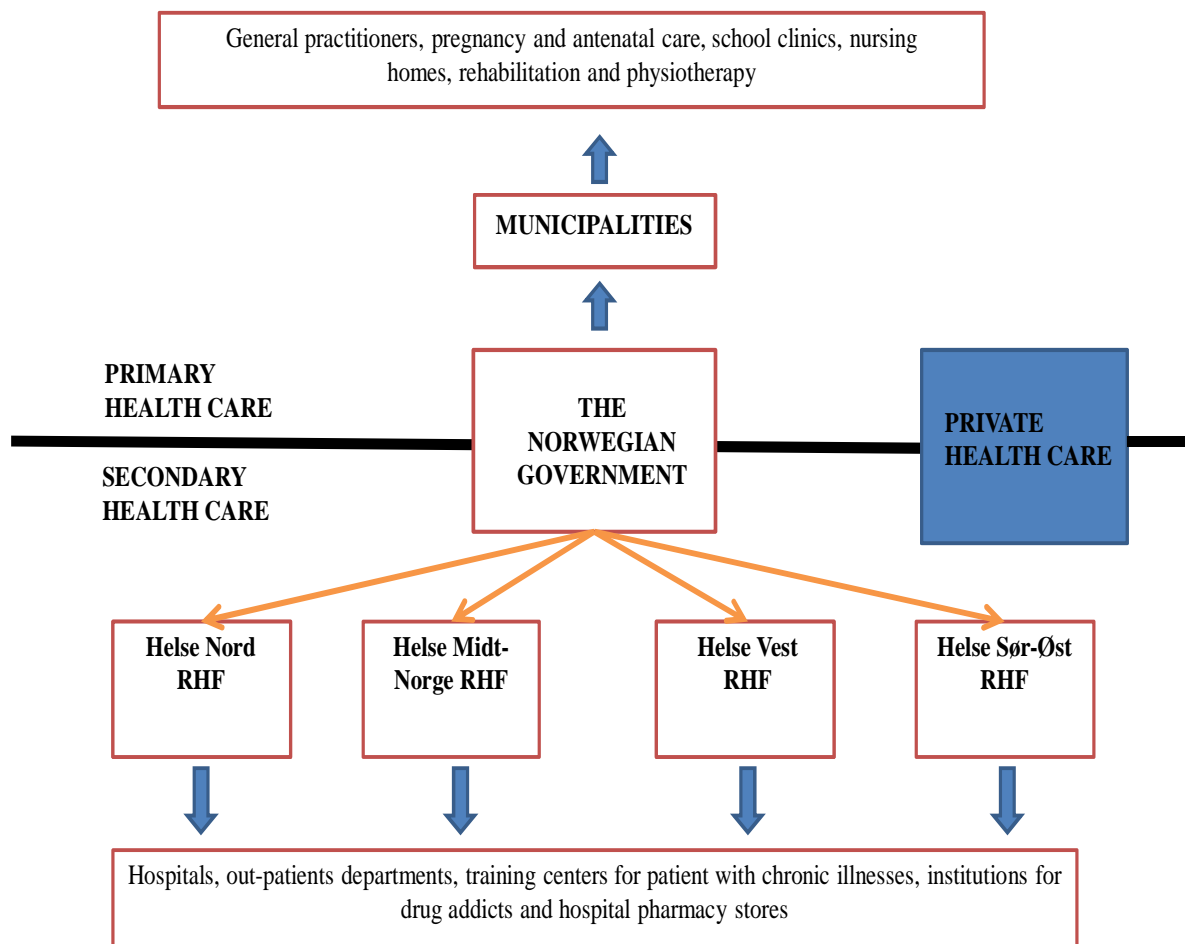 General practitioners, pregnancy and antenatal care, school clinics, nursing
homes, rehabilitation and physiotherapy
MUNICIPALITIES
PRIMARY
HEALTH CARE
THE
NORWEGIAN
GOVERNMENT
PRIVATE
HEALTH CARE
SECONDARY
HEALTH CARE
Helse Nord
RHF
Helse Midt-
Norge RHF
Helse Vest
RHF
Helse Sør-Øst
RHF
Hospitals, out-patients departments, training centers for patient with chronic illnesses, institutions for
drug addicts and hospital pharmacy stores